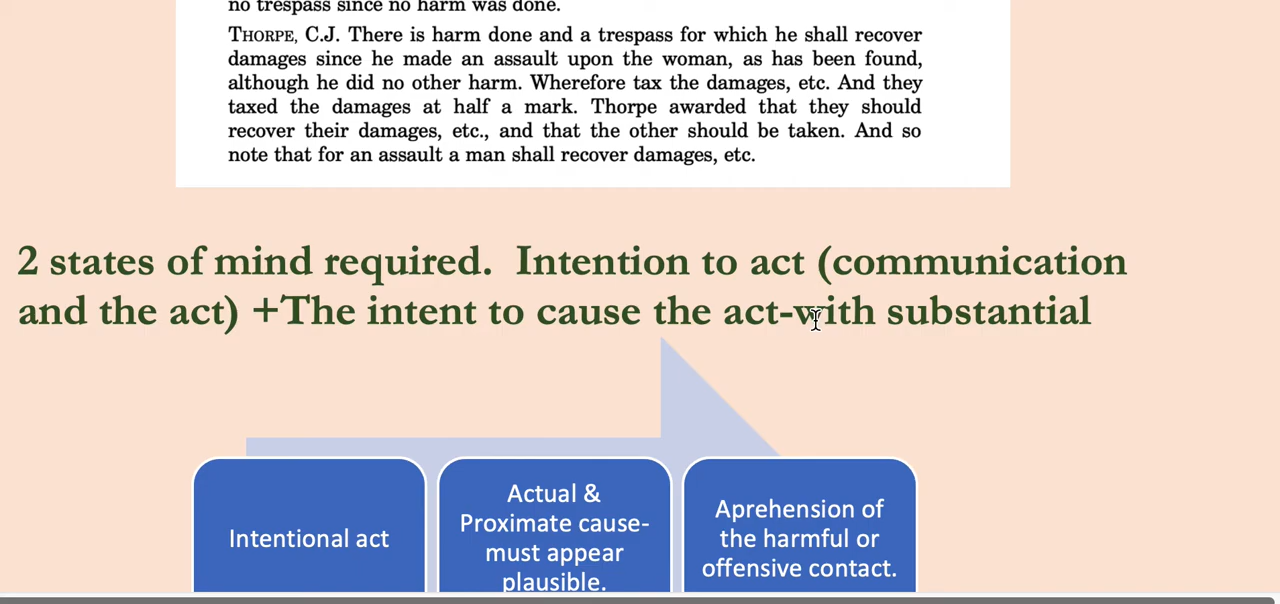 no trespass since no harm was done.
THORPE, C.J. There is harm done and a trespass for which he shall recover
damages since he made an assault upon the woman, as has been found,
although he did no other harm. Wherefore tax the damages, etc. And they
taxed the damages at half a mark. Thorpe awarded that they should
recover their damages, etc., and that the other should be taken. And so
note that for an assault a man shall recover damages, etc.
2 states of mind required. Intention to act (communication
and the act) +The intent to cause the act-with substantial
Intentional act
Actual &
Proximate cause-
must appear
plausible.
Aprehension of
the harmful or
offensive contact.